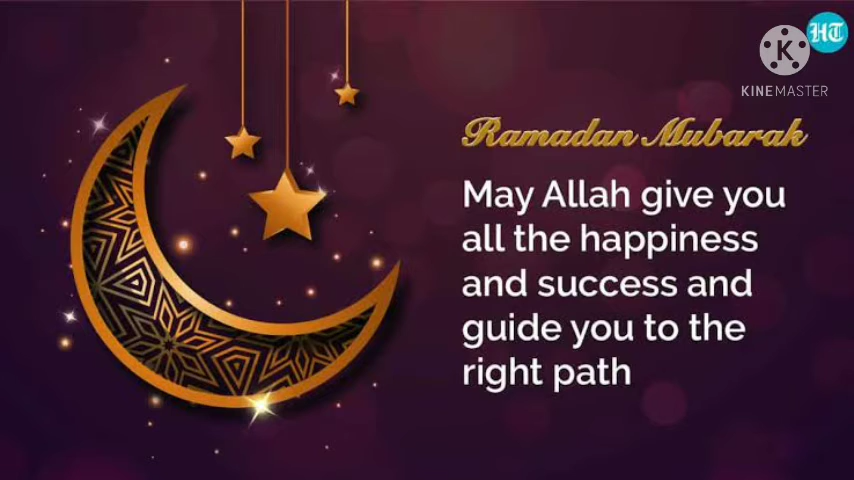 HT
K
KINEMASTER
Ramadan Mubarak
May Allah give you
all the happiness
and success and
guide you to the
right path